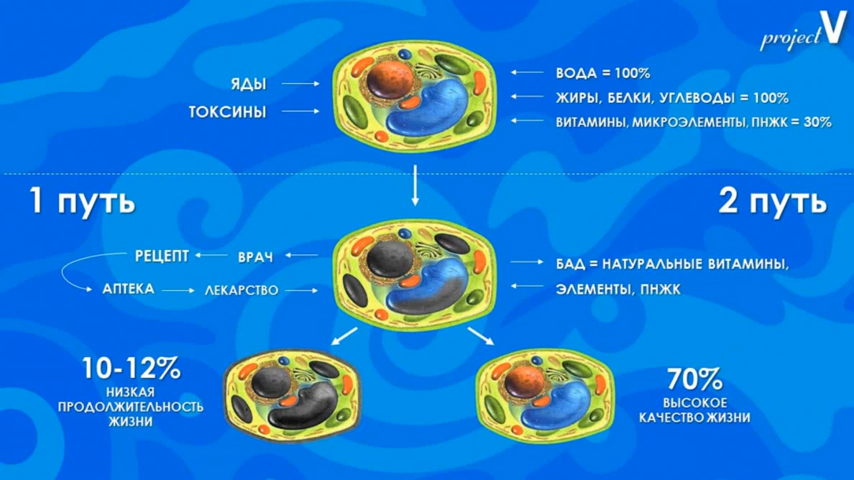 project V
ЯДЫ
ТОКСИНЫ
ВОДА = 100%
ЖИРЫ, БЕЛКИ, УГЛЕВОДЫ = 100%
ВИТАМИНЫ, МИКРОЭЛЕМЕНТЫ, ПНЖК = 30%
1 путь
2 путь
РЕЦЕПТ
ВРАЧ
АПТЕКА
ЛЕКАРСТВО
БАД = НАТУРАЛЬНЫЕ ВИТАМИНЫ,
ЭЛЕМЕНТЫ, ПНЖК
10-12%
НИЗКАЯ
ПРОДОЛЖИТЕЛЬНОСТЬ
ЖИЗНИ
70%
ВЫСОКОЕ
КАЧЕСТВО ЖИЗНИ